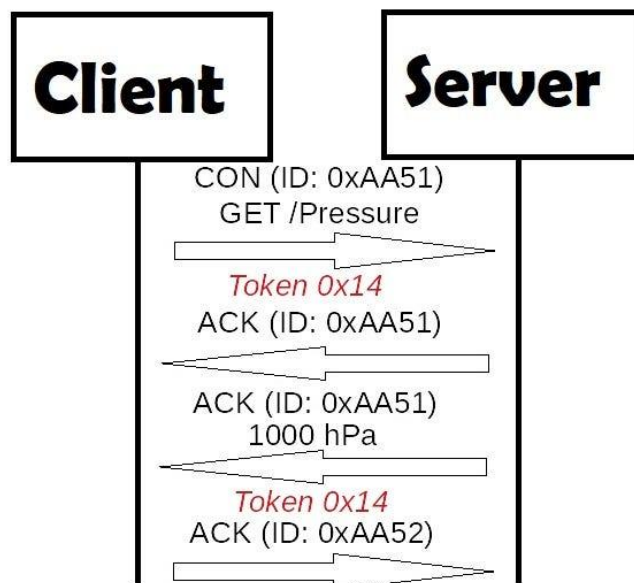 Client
Server
CON (ID: 0xAA51)
GET /Pressure
Token 0x14
ACK (ID: 0xAA51)
ACK (ID: 0xAA51)
1000 hPa
Token 0x14
ACK (ID: 0xAA52)